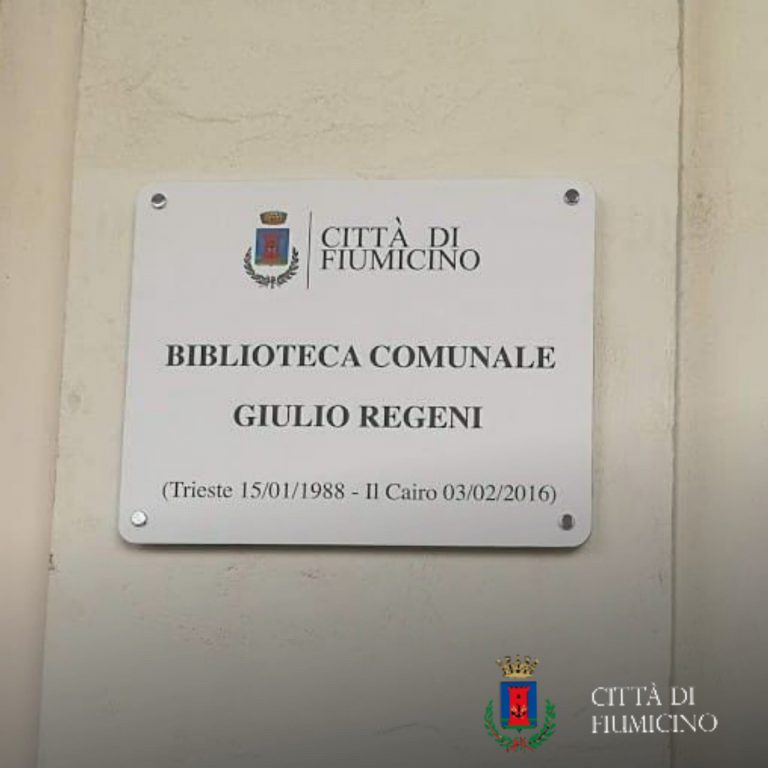 CITTÀ DI
FIUMICINO
BIBLIOTECA COMUNALE
GIULIO REGENI
(Trieste 15/01/1988 - Il Cairo 03/02/2016)
CITTÀ DI
FIUMICINO